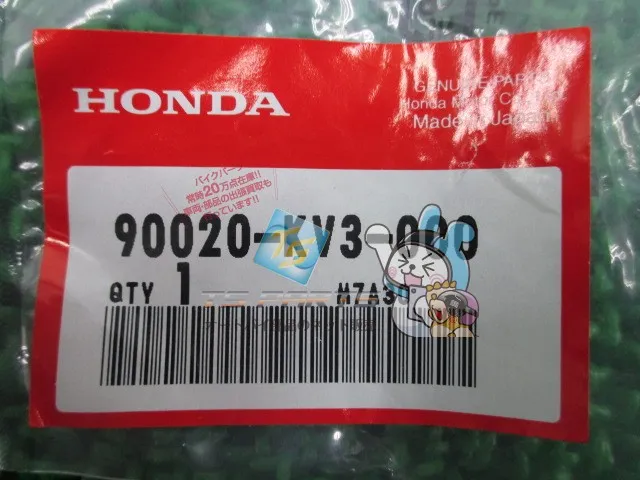 HONDA
GENUINE PARTS
Honda Motor Co.,
Made in Japan
バイクパーツ
常時20万点在庫!!
車両・部品の出張買取も
行っています!!
90020-KV3-000
QTY 1
TS